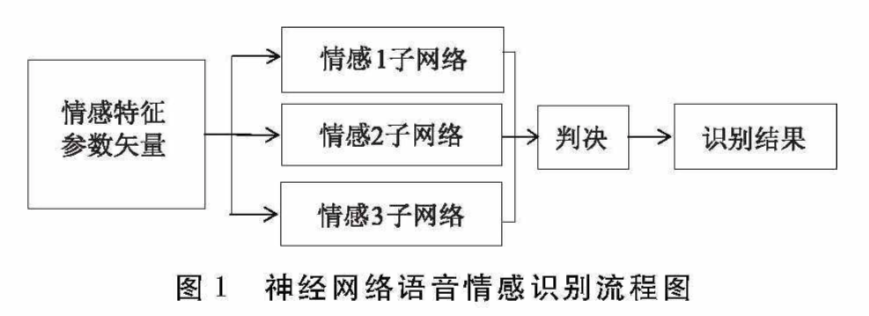 情感特征
参数矢量
情感1子网络
情感2子网络
情感3子网络
判决
识别结果
图 1 神经网络语音情感识别流程图